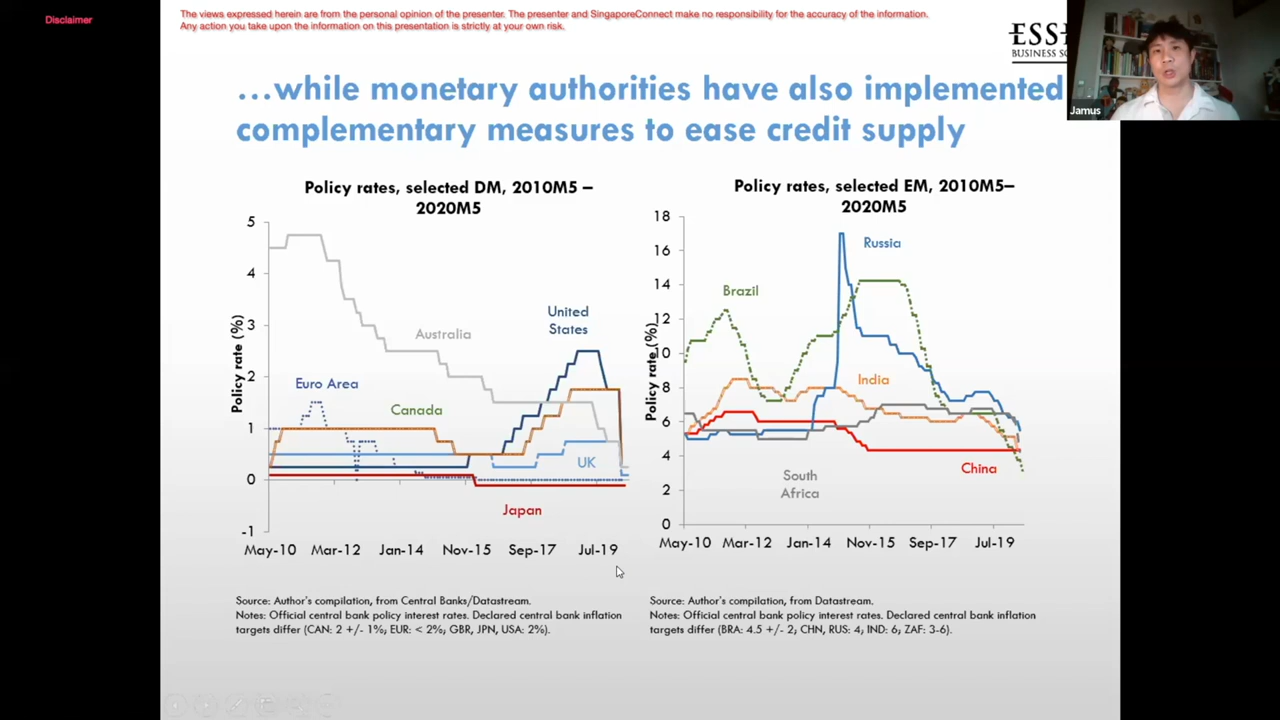 Disclaimer
The views expressed herein are from the personal opinion of the presenter. The presenter and SingaporeConnect make no responsibility for the accuracy of the information.
Any action you take upon the information on this presentation is strictly at your own risk.
BUSINESS
Jamus
...while monetary authorities have also implemented
complementary measures to ease credit supply
Policy rates, selected DM, 2010M5 –
2020M5
5
4
3
2
1
0
-1
Policy rate (%)
United
States
Australia
Euro Area
Canada
UK
Japan
May-10 Mar-12 Jan-14 Nov-15 Sep-17 Jul-19
Source: Author's compilation, from Central Banks/Datastream.
Notes: Official central bank policy interest rates. Declared central bank inflation
targets differ (CAN: 2 +/- 1%; EUR: < 2%; GBR, JPN, USA: 2%).
Policy rates, selected EM, 2010M5–
2020M5
18
16
14
12
10
8
6
4
2
0
Policy rate (%)
Russia
Brazil
India
South
Africa
China
May-10 Mar-12 Jan-14 Nov-15 Sep-17 Jul-19
Source: Author's compilation, from Datastream.
Notes: Official central bank policy interest rates. Declared central bank inflation
targets differ (BRA: 4.5 +/- 2; CHN, RUS: 4; IND: 6; ZAF: 3-6).